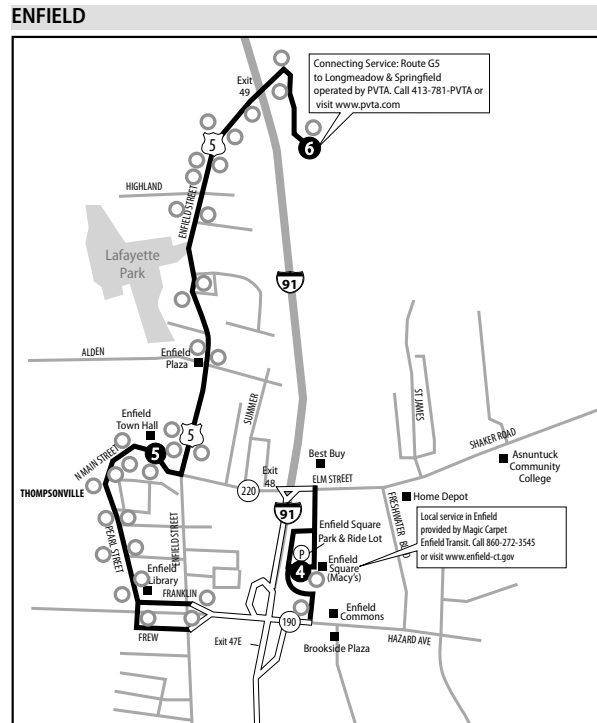 ENFIELD
Connecting Service: Route G5
to Longmeadow & Springfield
operated by PVTA. Call 413-781-PVTA or
visit www.pvta.com
Exit
49
6
5
HIGHLAND
ENFIELD STREET
Lafayette
Park
91
ALDEN
Enfield
Plaza
SUMMER
ST JAMES
Enfield
Town Hall
5
5
N MAIN STREET
SHAKER ROAD
Best Buy
Asnuntuck
Community
College
Exit
48
ELM STREET
220
THOMPSONVILLE
Home Depot
91
FRESHWATER
Enfield Square
Park & Ride Lot
Local service in Enfield
provided by Magic Carpet
Enfield Transit. Call 860-272-3545
or visit www.enfield-ct.gov
PEARL STREET
ENFIELD STREET
P
4
Enfield
Square
(Macy's)
Enfield
Library
FRANKLIN
190
Enfield
Commons
FREW
Exit 47E
HAZARD AVE
Brookside Plaza